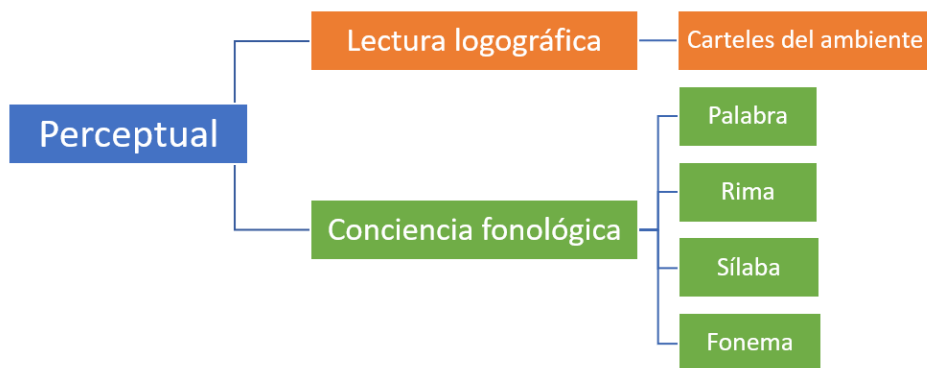 Perceptual
Lectura logográfica
Carteles del ambiente
Conciencia fonológica
Palabra
Rima
Sílaba
Fonema